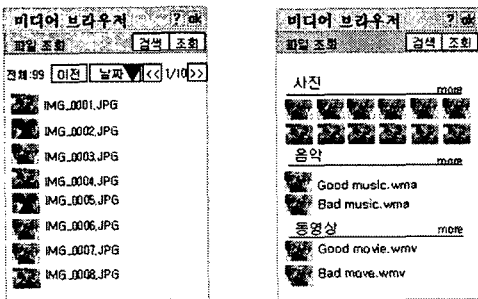 미디어 브라우저 ? ok
파일 조회 검색 조회
전체:99 이전 날짜 << 1/10 >>
IMG_0001.JPG
IMG_0002.JPG
IMG_0003.JPG
IMG_0004.JPG
IMG_0005.JPG
IMG_0006.JPG
IMG_0007.JPG
IMG_0008.JPG
미디어 브라우저 ? ok
파일 조회 검색 조회
사진 more
음악 more
Good music.wma
Bad music.wma
동영상 more
Good movie.wmv
Bad move.wmv